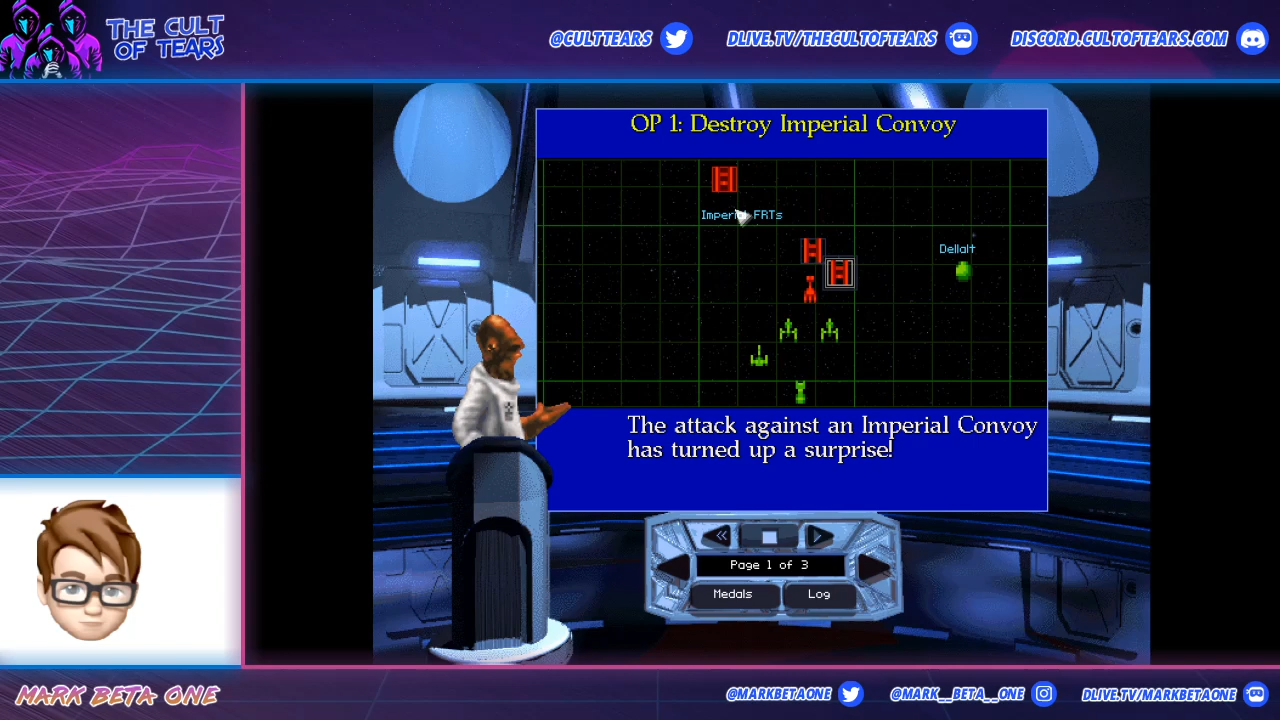 THE CULT
OF TEARS
@CULTTEARS
DLIVE.TV/THECULTOFTEARS
DISCORD.CULTOFTEARS.COM
OP 1: Destroy Imperial Convoy
Imperial FRTs
Dellalt
The attack against an Imperial Convoy
has turned up a surprise!
Page 1 of 3
Medals
Log
MARK BETA ONE
@MARKBETAONE
@MARK__BETA__ONE
DLIVE.TV/MARKBETAONE